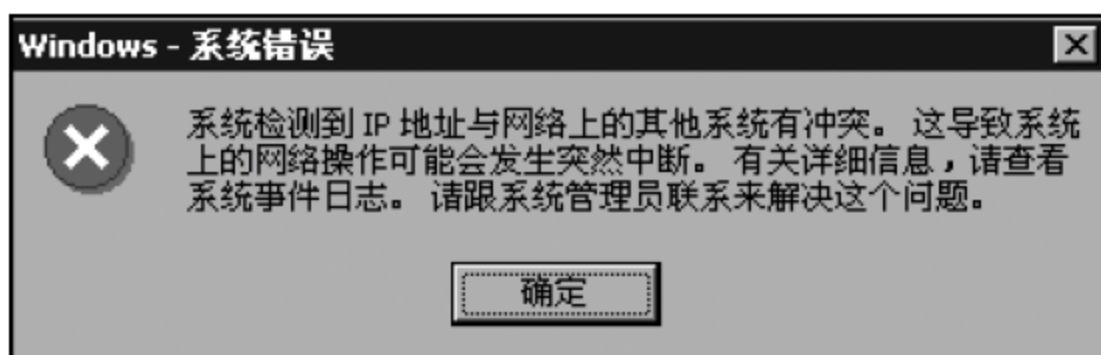 Windows - 系统错误
系统检测到 IP 地址与网络上的其他系统有冲突。 这导致系统
上的网络操作可能会发生突然中断。 有关详细信息，请查看
系统事件日志。 请跟系统管理员联系来解决这个问题。
确定